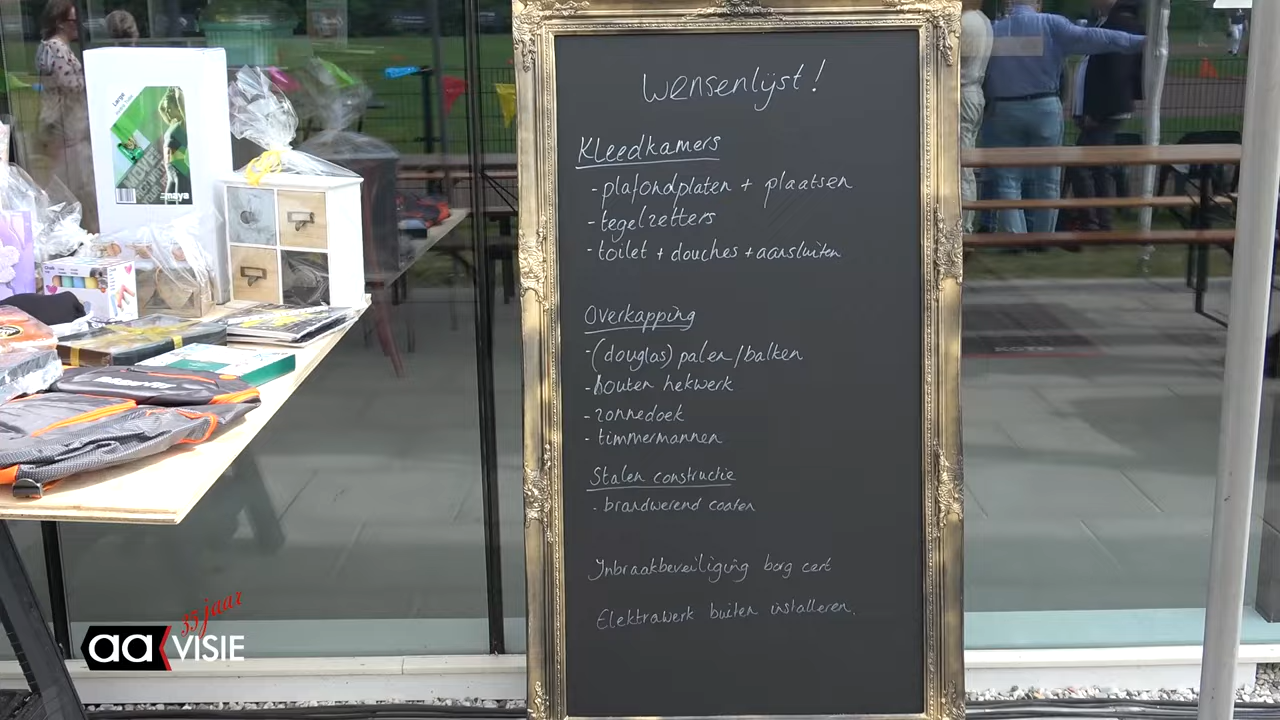 wensenlijst!
Kleedkamers
- plafondplaten + plaatsen
- tegelzetters
- toilet + douches + aansluiten
Overkapping
- (douglas) palen/balken
- houten hekwerk
- zonnedoek
- timmermannen
Stalen constructie
- brandwerend coaten
Inbraakbeveiliging borg cert
Elektrawerk buiten installeren.
35 jaar
aa VISIE